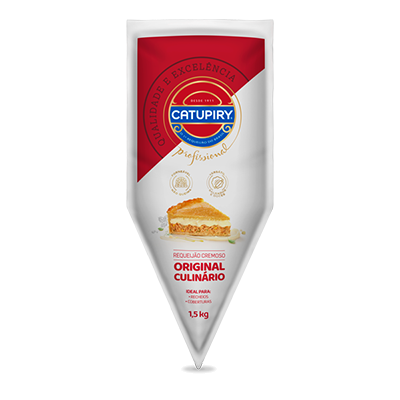 QUALIDADE E EXCELÊNCIA
DESDE 1911
CATUPIRY
profissional
REQUEIJÃO CREMOSO
ORIGINAL
CULINÁRIO
IDEAL PARA:
•RECHEIOS
•COBERTURAS
1,5 kg